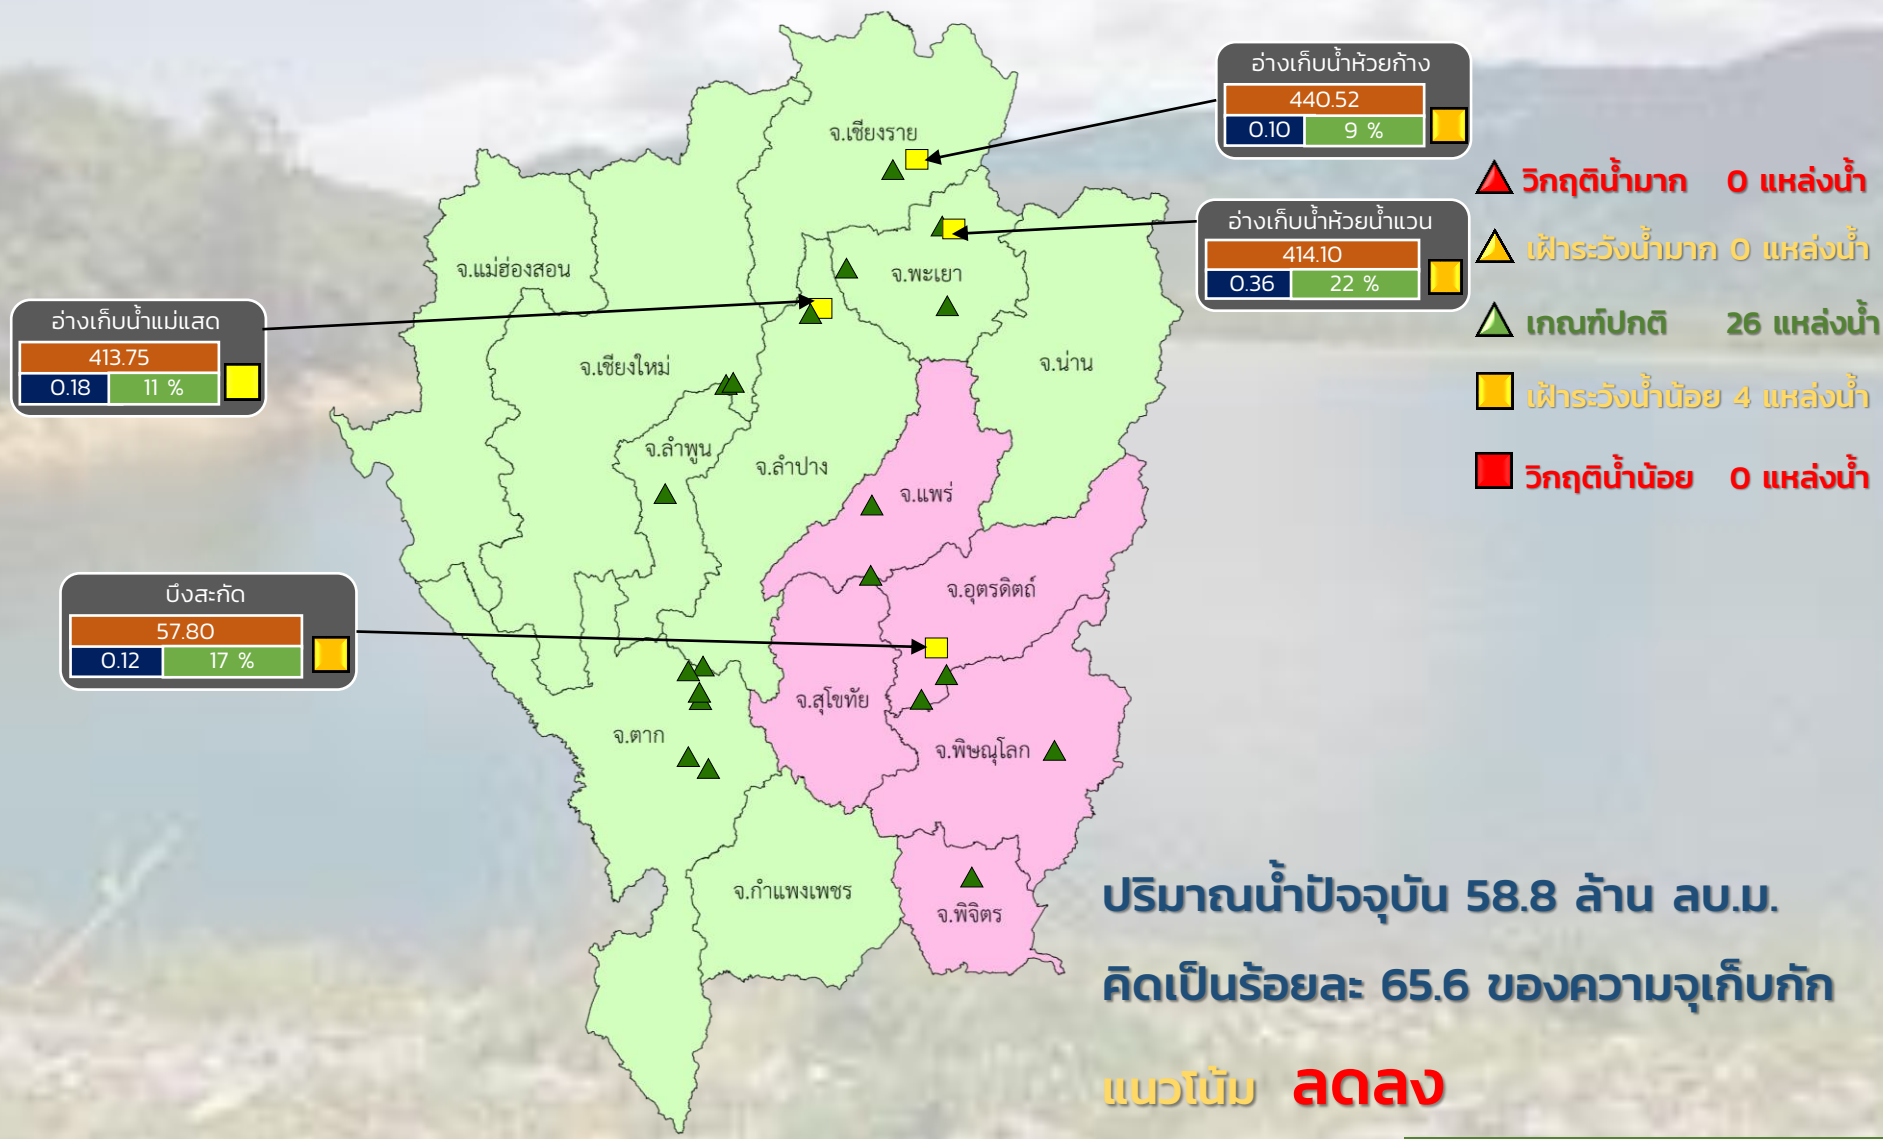 อ่างเก็บน้ำห้วยก้าง
440.52
0.10 9 %
อ่างเก็บน้ำห้วยน้ำแวน
414.10
0.36 22 %
อ่างเก็บน้ำแม่แสด
413.75
0.18 11 %
บึงสะกัด
57.80
0.12 17 %
วิกฤติน้ำมาก 0 แหล่งน้ำ
เฝ้าระวังน้ำมาก 0 แหล่งน้ำ
เกณฑ์ปกติ 26 แหล่งน้ำ
เฝ้าระวังน้ำน้อย 4 แหล่งน้ำ
วิกฤติน้ำน้อย 0 แหล่งน้ำ
จ.เชียงราย
จ.แม่ฮ่องสอน
จ.พะเยา
จ.เชียงใหม่
จ.น่าน
จ.ลำพูน
จ.ลำปาง
จ.แพร่
จ.อุตรดิตถ์
จ.สุโขทัย
จ.ตาก
จ.พิษณุโลก
จ.กำแพงเพชร
จ.พิจิตร
ปริมาณน้ำปัจจุบัน 58.8 ล้าน ลบ.ม.
คิดเป็นร้อยละ 65.6 ของความจุเก็บกัก
แนวโน้ม ลดลง